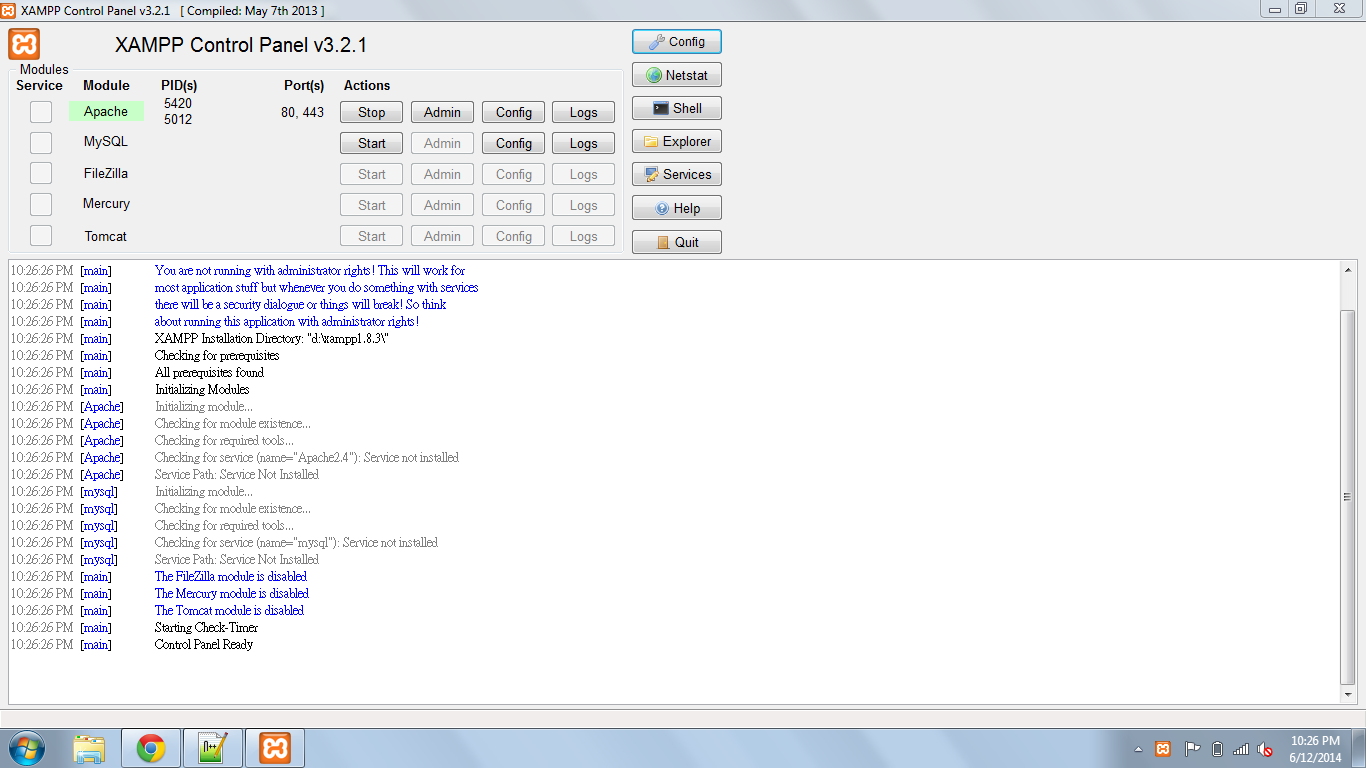 XAMPP Control Panel v3.2.1 [ Compiled: May 7th 2013 ]
XAMPP Control Panel v3.2.1
Config
Modules
Service Module PID(s) Port(s) Actions
Netstat
Apache 5420 5012 80, 443 Stop Admin Config Logs
Shell
MySQL Start Admin Config Logs
Explorer
FileZilla Start Admin Config Logs
Services
Mercury Start Admin Config Logs
Help
Tomcat Start Admin Config Logs
Quit
10:26:26 PM [main] You are not running with administrator rights! This will work for
10:26:26 PM [main] most application stuff but whenever you do something with services
10:26:26 PM [main] there will be a security dialogue or things will break! So think
10:26:26 PM [main] about running this application with administrator rights!
10:26:26 PM [main] XAMPP Installation Directory: "d:\xampp1.8.3\"
10:26:26 PM [main] Checking for prerequisites
10:26:26 PM [main] All prerequisites found
10:26:26 PM [main] Initializing Modules
10:26:26 PM [Apache] Initializing module...
10:26:26 PM [Apache] Checking for module existence...
10:26:26 PM [Apache] Checking for required tools...
10:26:26 PM [Apache] Checking for service (name="Apache2.4"): Service not installed
10:26:26 PM [Apache] Service Path: Service Not Installed
10:26:26 PM [mysql] Initializing module...
10:26:26 PM [mysql] Checking for module existence...
10:26:26 PM [mysql] Checking for required tools...
10:26:26 PM [mysql] Checking for service (name="mysql"): Service not installed
10:26:26 PM [mysql] Service Path: Service Not Installed
10:26:26 PM [main] The FileZilla module is disabled
10:26:26 PM [main] The Mercury module is disabled
10:26:26 PM [main] The Tomcat module is disabled
10:26:26 PM [main] Starting Check-Timer
10:26:26 PM [main] Control Panel Ready
10:26 PM
6/12/2014